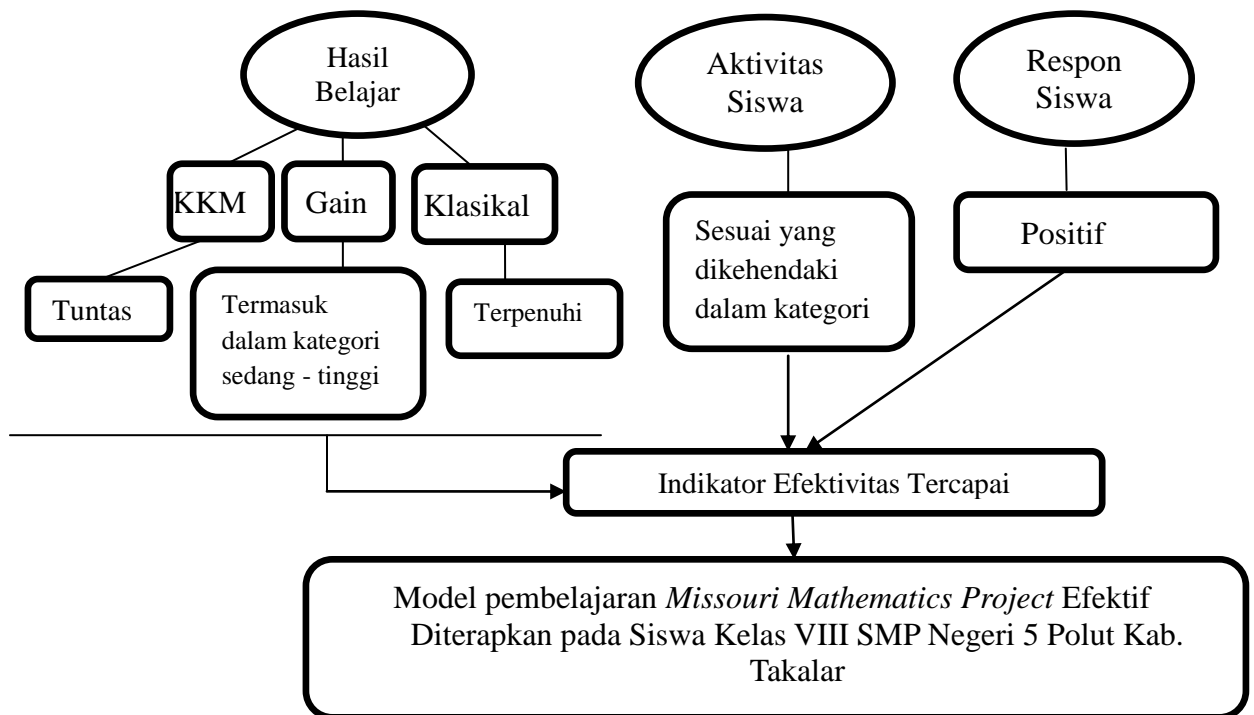 Hasil
Belajar
Aktivitas
Siswa
Respon
Siswa
KKM
Gain
Klasikal
Sesuai yang
dikehendaki
dalam kategori
Positif
Tuntas
Termasuk
dalam kategori
sedang - tinggi
Terpenuhi
Indikator Efektivitas Tercapai
Model pembelajaran Missouri Mathematics Project Efektif
Diterapkan pada Siswa Kelas VIII SMP Negeri 5 Polut Kab.
Takalar